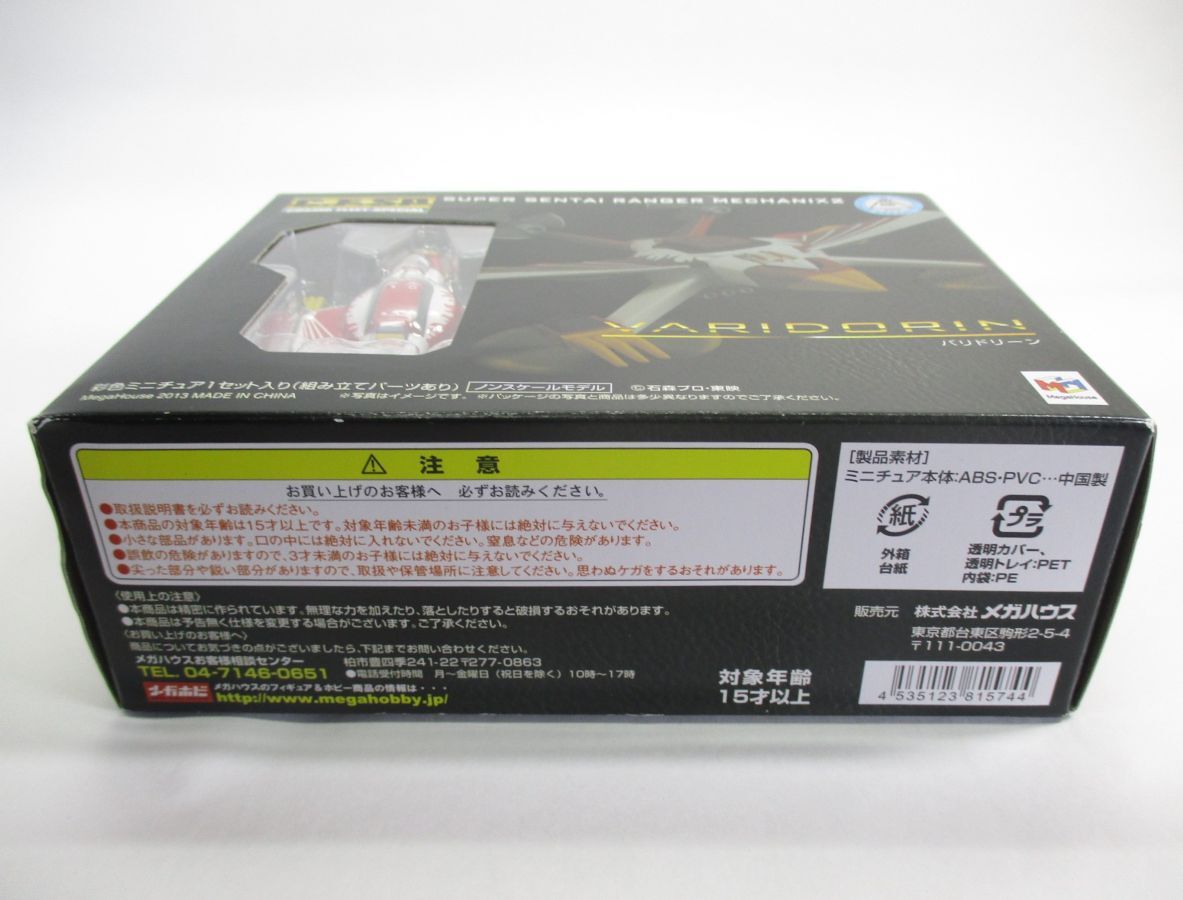 SUPER SENTAI RANGER MECHANIX2
VARIDORIN
バリドリーン
彩色ミニチュア1セット入り(組み立てパーツあり) ノンスケールモデル ©石森プロ・東映
MegaHouse 2013 MADE IN CHINA ※写真はイメージです。 ※パッケージの写真と商品は多少異なりますのでご了承ください。
MegaHouse
⚠ 注意
お買い上げのお客様へ 必ずお読みください。
●取扱説明書を必ずお読みください。
●本商品の対象年齢は15才以上です。対象年齢未満のお子様には絶対に与えないでください。
●小さな部品があります。口の中には絶対に入れないでください。窒息などの危険があります。
●誤飲の危険がありますので、3才未満のお子様には絶対に与えないでください。
●尖った部分や鋭い部分がありますので、取扱や保管場所に注意してください。思わぬケガをするおそれがあります。
〈使用上の注意〉
●本商品は精密に作られています。無理な力を加えたり、落としたりすると破損するおそれがあります。
●本商品は予告無く仕様を変更する場合がございます。ご了承ください。
〈お買い上げのお客様へ〉
商品についてお気づきの点がございましたら、下記までお問い合わせください。
メガハウスお客様相談センター 柏市豊四季241-22〒277-0863
TEL. 04-7146-0651 ●電話受付時間 月〜金曜日(祝日を除く)10時〜17時
メガホビ メガハウスのフィギュア&ホビー商品の情報は・・・
http://www.megahobby.jp/
対象年齢
15才以上
[製品素材]
ミニチュア本体:ABS・PVC…中国製
紙
外箱
台紙
プラ
透明カバー、
透明トレイ:PET
内袋:PE
販売元 株式会社 メガハウス
東京都台東区駒形2-5-4
〒111-0043
4 535123 815744